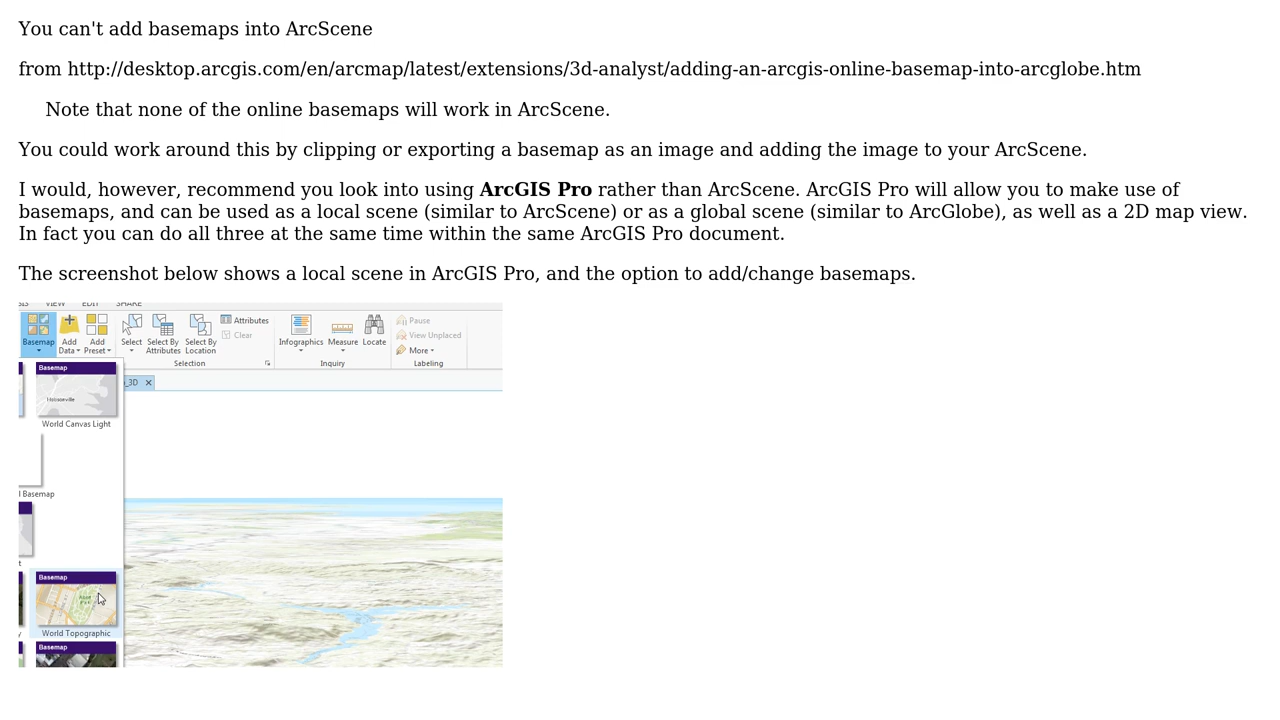 You can't add basemaps into ArcScene
from http://desktop.arcgis.com/en/arcmap/latest/extensions/3d-analyst/adding-an-arcgis-online-basemap-into-arcglobe.htm
Note that none of the online basemaps will work in ArcScene.
You could work around this by clipping or exporting a basemap as an image and adding the image to your ArcScene.
I would, however, recommend you look into using ArcGIS Pro rather than ArcScene. ArcGIS Pro will allow you to make use of
basemaps, and can be used as a local scene (similar to ArcScene) or as a global scene (similar to ArcGlobe), as well as a 2D map view.
In fact you can do all three at the same time within the same ArcGIS Pro document.
The screenshot below shows a local scene in ArcGIS Pro, and the option to add/change basemaps.
VIEW EDIT SHARE
Basemap
Add Data
Add Preset
Select
Select By Attributes
Select By Location
Attributes
Clear
Selection
Infographics
Measure
Locate
Inquiry
Pause
View Unplaced
More
Labeling
_3D
Basemap
World Canvas Light
Basemap
Basemap
World Topographic
Basemap